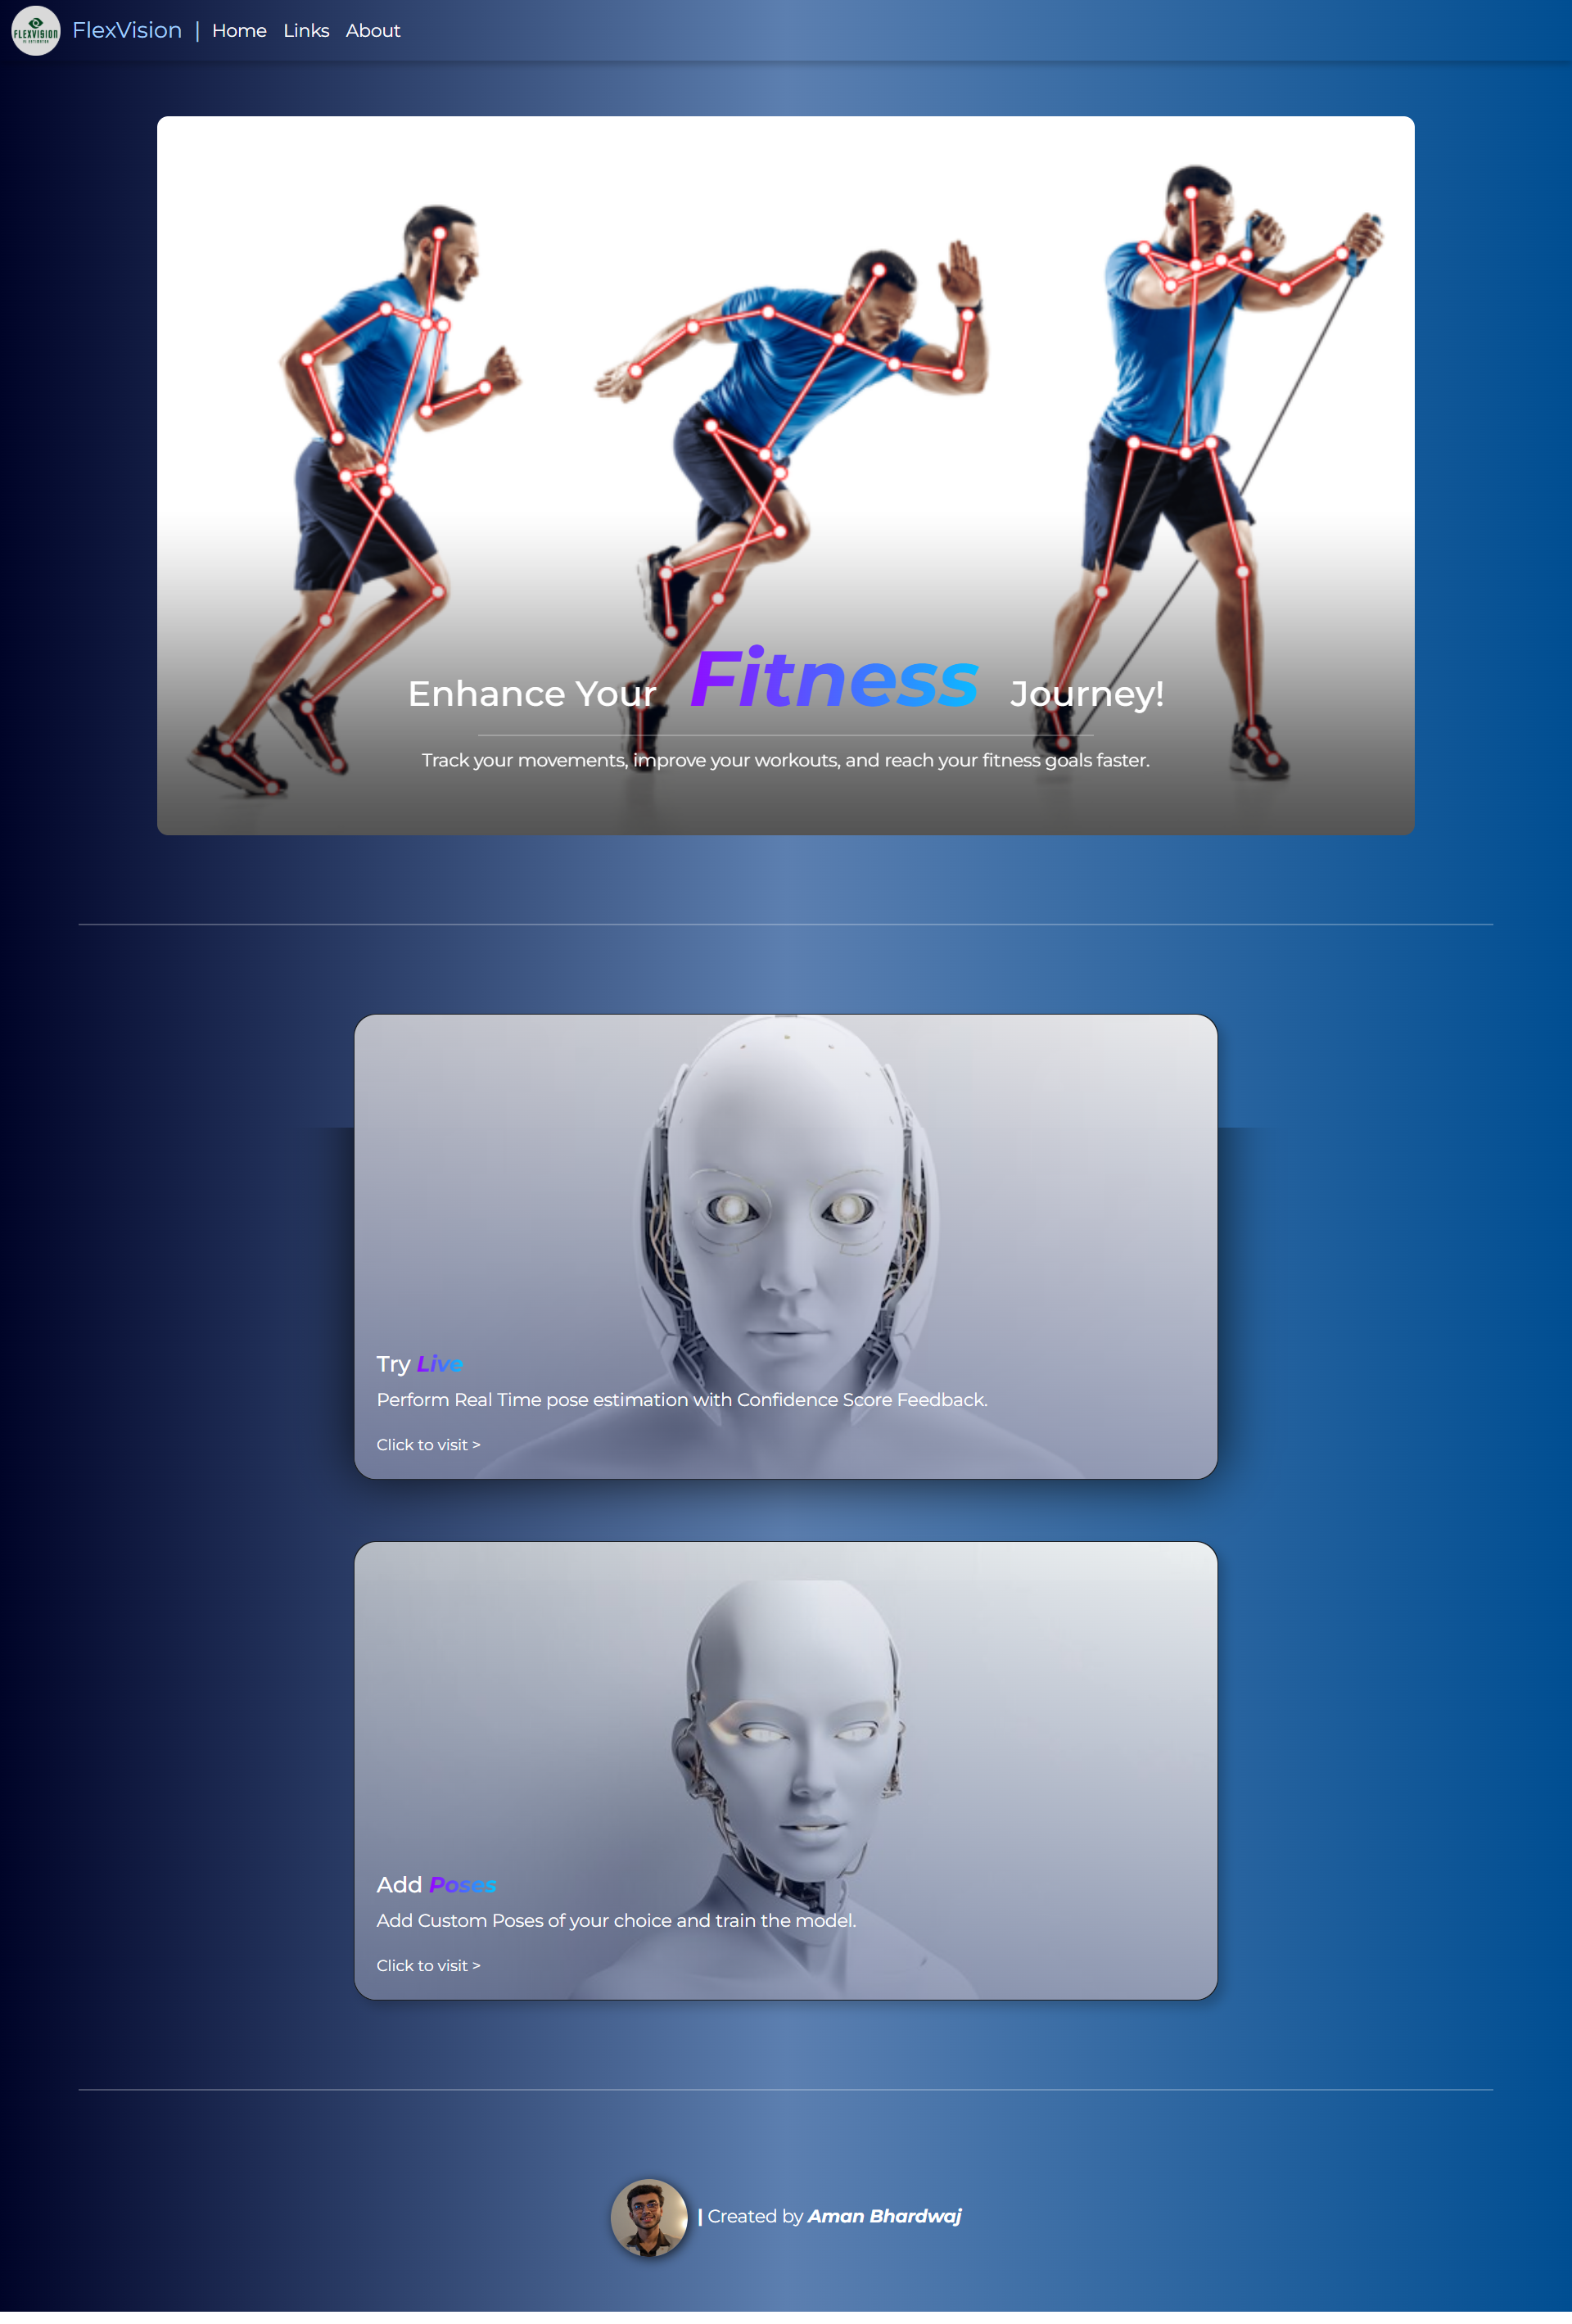 FLEXVISION
FlexVision | Home Links About
Enhance Your Fitness Journey!
Track your movements, improve your workouts, and reach your fitness goals faster.
Try Live
Perform Real Time pose estimation with Confidence Score Feedback.
Click to visit >
Add Poses
Add Custom Poses of your choice and train the model.
Click to visit >
| Created by Aman Bhardwaj